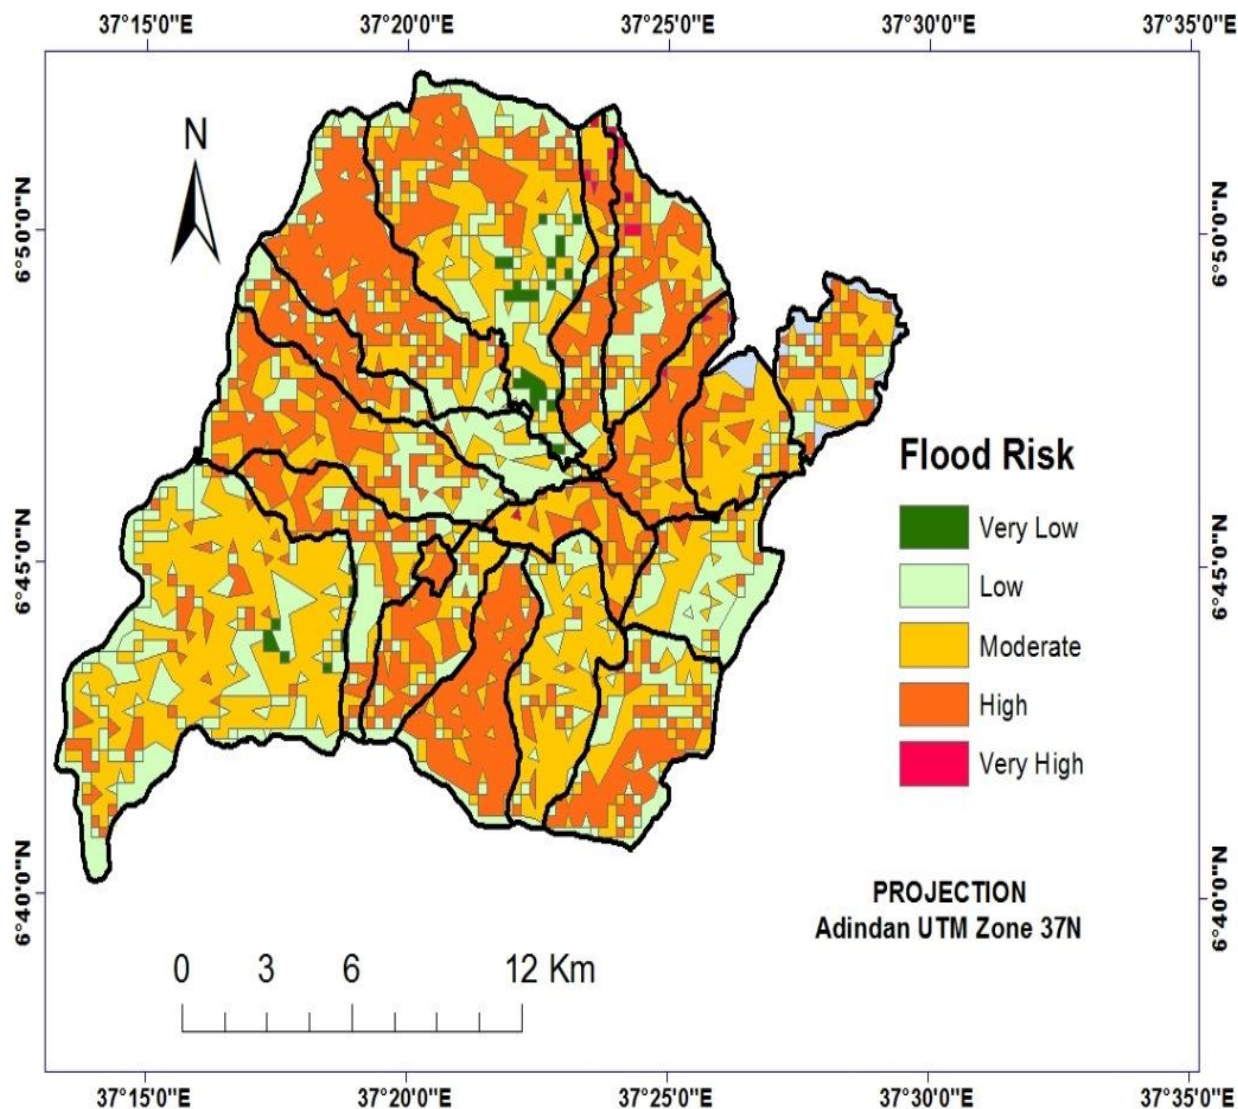 37°15'0"E 37°20'0"E 37°25'0"E 37°30'0"E 37°35'0"E
N
6°50'0"N 6°50'0"N
Flood Risk
Very Low
6°45'0"N 6°45'0"N
Low
Moderate
High
Very High
6°40'0"N 6°40'0"N
PROJECTION
Adindan UTM Zone 37N
0 3 6 12 Km
37°15'0"E 37°20'0"E 37°25'0"E 37°30'0"E 37°35'0"E